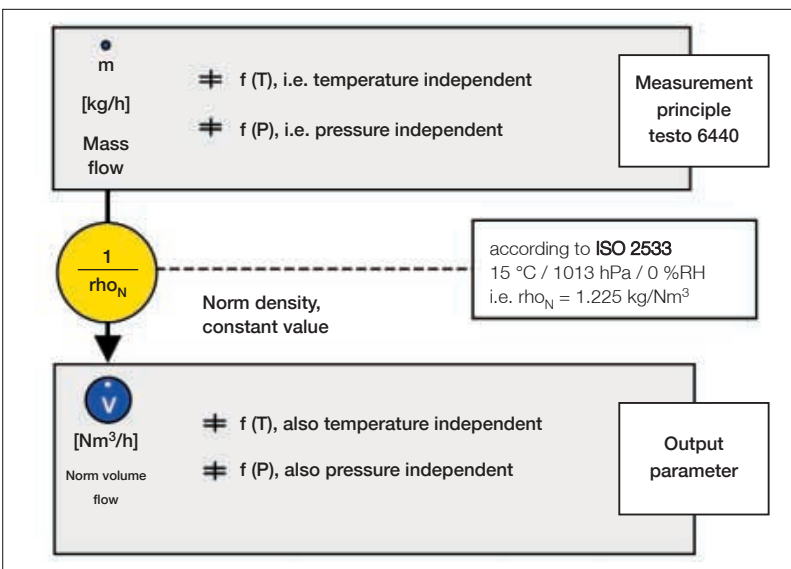 ṁ
[kg/h]
Mass
flow
≠ f (T), i.e. temperature independent
≠ f (P), i.e. pressure independent
Measurement
principle
testo 6440
1
rho_N
Norm density,
constant value
according to ISO 2533
15 °C / 1013 hPa / 0 %RH
i.e. rho_N = 1.225 kg/Nm³
V̇
[Nm³/h]
Norm volume
flow
≠ f (T), also temperature independent
≠ f (P), also pressure independent
Output
parameter